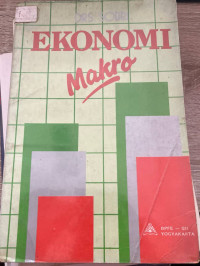 EKONOMI
Makro
BPFE - UII
YOGYAKARTA